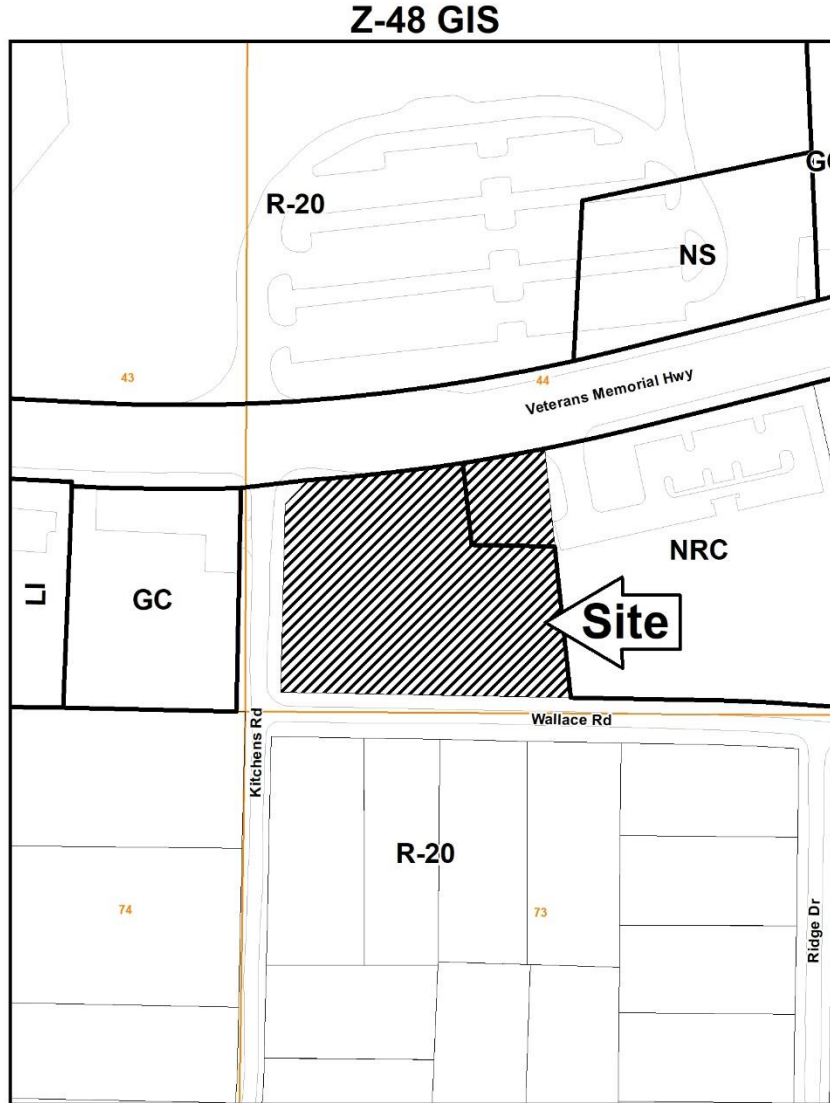 Z-48 GIS
R-20
NS
43
44
Veterans Memorial Hwy
LI
GC
NRC
Site
Kitchens Rd
Wallace Rd
R-20
74
73
Ridge Dr